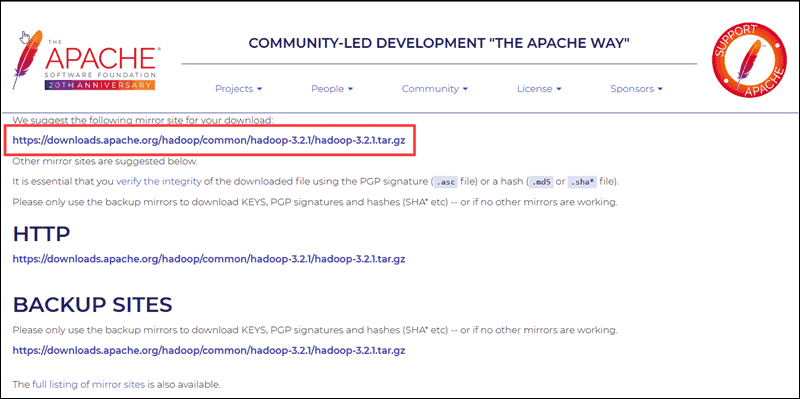 THE
APACHE®
SOFTWARE FOUNDATION
20TH ANNIVERSARY
COMMUNITY-LED DEVELOPMENT "THE APACHE WAY"
SUPPORT
APACHE
Projects People Community License Sponsors
We suggest the following mirror site for your download:
https://downloads.apache.org/hadoop/common/hadoop-3.2.1/hadoop-3.2.1.tar.gz
Other mirror sites are suggested below.
It is essential that you verify the integrity of the downloaded file using the PGP signature ( .asc file) or a hash ( .md5 or .sha* file).
Please only use the backup mirrors to download KEYS, PGP signatures and hashes (SHA* etc) -- or if no other mirrors are working.
HTTP
https://downloads.apache.org/hadoop/common/hadoop-3.2.1/hadoop-3.2.1.tar.gz
BACKUP SITES
Please only use the backup mirrors to download KEYS, PGP signatures and hashes (SHA* etc) -- or if no other mirrors are working.
https://downloads.apache.org/hadoop/common/hadoop-3.2.1/hadoop-3.2.1.tar.gz
The full listing of mirror sites is also available.